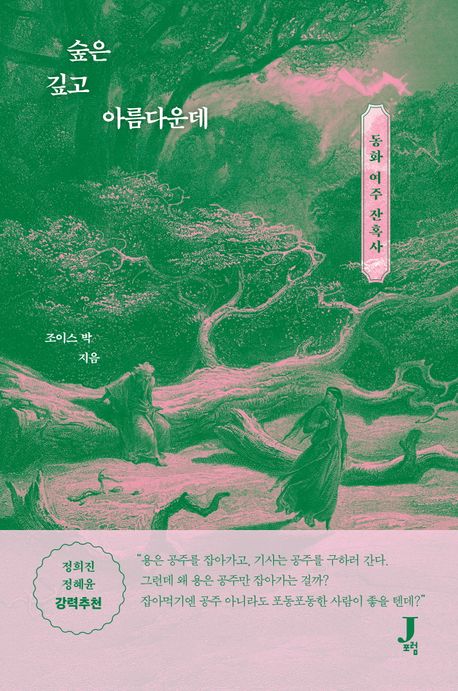 숲은
깊고
아름다운데
동화 여주 잔혹사
조이스 박
지음
정희진
정혜윤
강력추천
“용은 공주를 잡아가고, 기사는 공주를 구하러 간다.
그런데 왜 용은 공주만 잡아가는 걸까?
잡아먹기엔 공주 아니라도 포동포동한 사람이 좋을 텐데?”
J
포럼